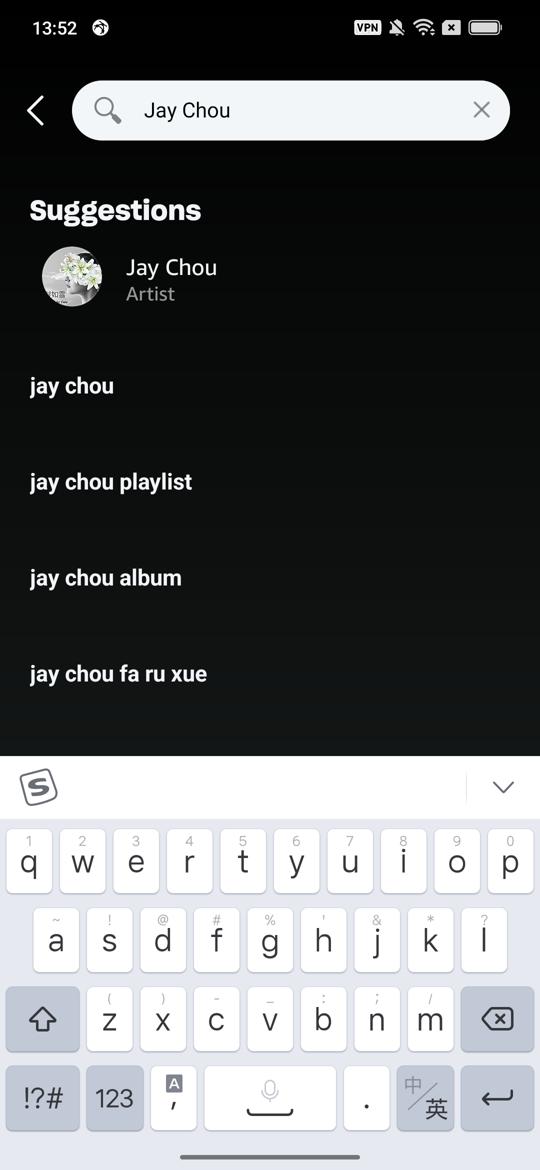 13:52
VPN
Jay Chou
Suggestions
Jay Chou
Artist
jay chou
jay chou playlist
jay chou album
jay chou fa ru xue
S
1 2 3 4 5 6 7 8 9 0
q w e r t y u i o p
~ ! @ # % ' & * ?
a s d f g h j k l
( ) - _ : ; /
z x c v b n m
!?# 123 A , . 中/英